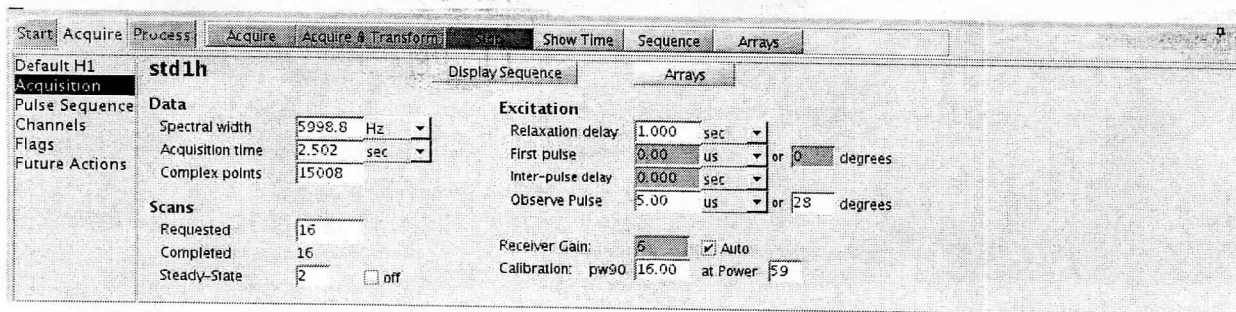 Start Acquire Process Acquire Acquire & Transform Stop Show Time Sequence Arrays
Default H1
Acquisition
Pulse Sequence
Channels
Flags
Future Actions
std1h Display Sequence Arrays
Data
Spectral width 5998.8 Hz
Acquisition time 2.502 sec
Complex points 15008
Scans
Requested 16
Completed 16
Steady-State 2 off
Excitation
Relaxation delay 1.000 sec
First pulse 0.00 us or 0 degrees
Inter-pulse delay 0.000 sec
Observe Pulse 5.00 us or 28 degrees
Receiver Gain: 6 Auto
Calibration: pw90 16.00 at Power 59